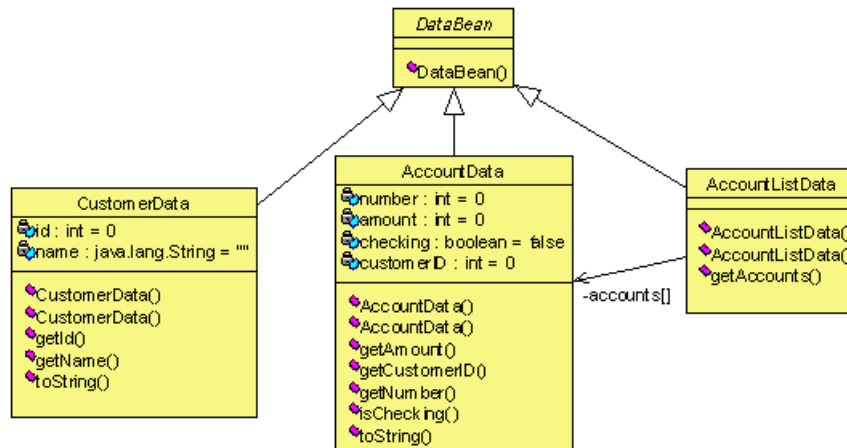 DataBean
DataBean()
CustomerData
id : int = 0
name : java.lang.String = ""
CustomerData()
CustomerData()
getId()
getName()
toString()
AccountData
number : int = 0
amount : int = 0
checking : boolean = false
customerID : int = 0
AccountData()
AccountData()
getAmount()
getCustomerID()
getNumber()
isChecking()
toString()
-accounts[]
AccountListData
AccountListData()
AccountListData()
getAccounts()